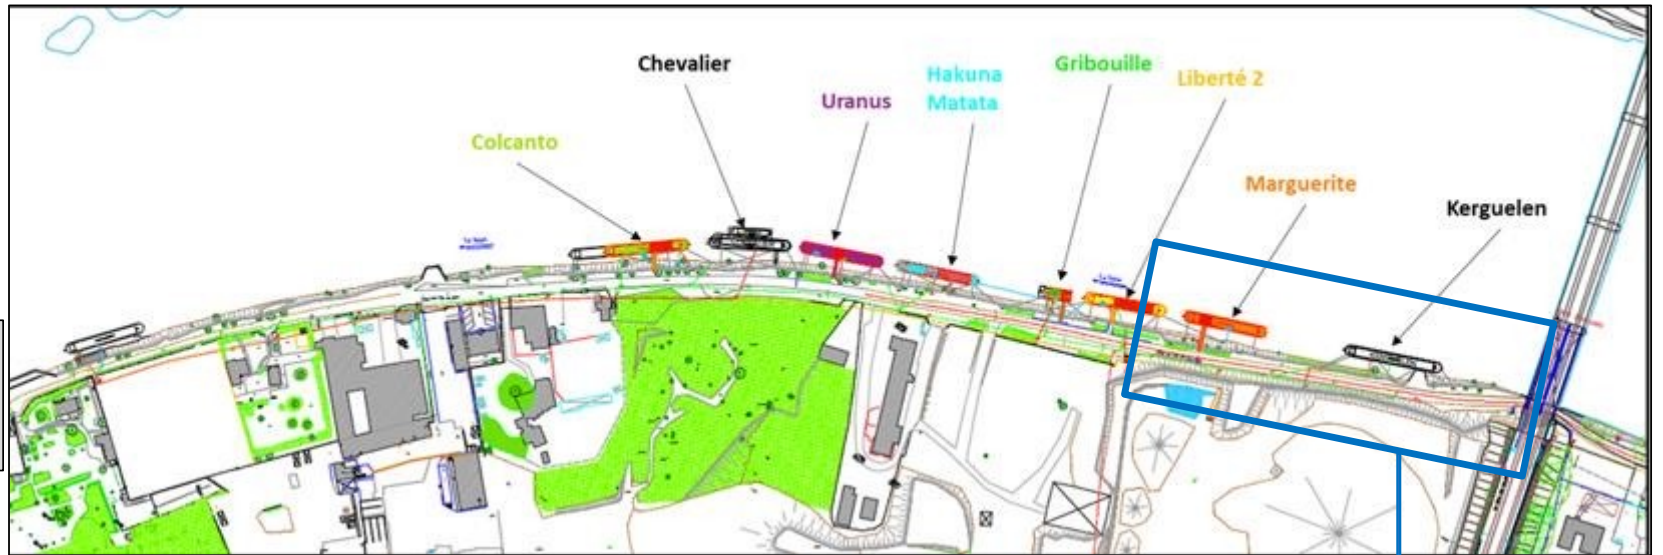 Chevalier
Gribouille
Hakuna
Matata
Liberté 2
Uranus
Colcanto
Marguerite
Kerguelen